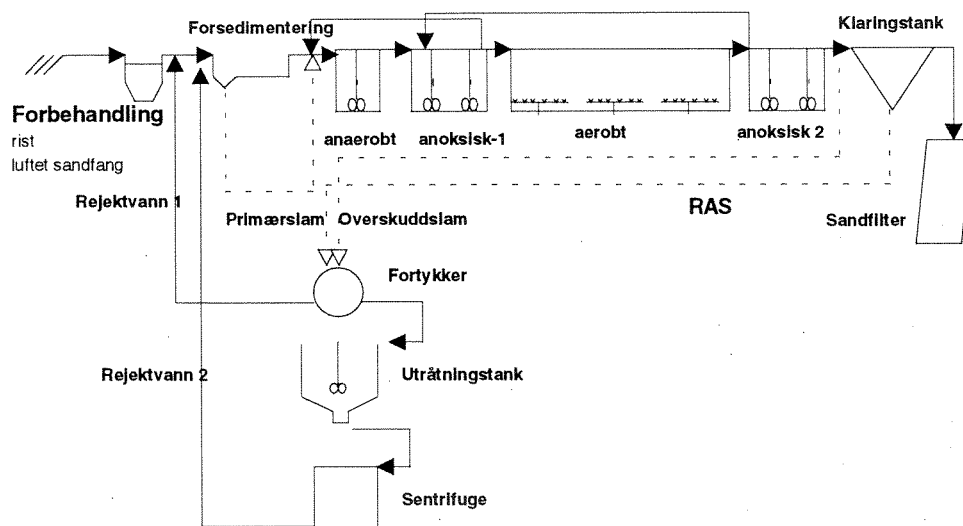 Forsedimentering
Klaringstank
Forbehandling
rist
luftet sandfang
anaerobt
anoksisk-1
aerobt
anoksisk 2
Rejektvann 1
Primærslam
Overskuddslam
RAS
Sandfilter
Fortykker
Rejektvann 2
Utråtningstank
Sentrifuge